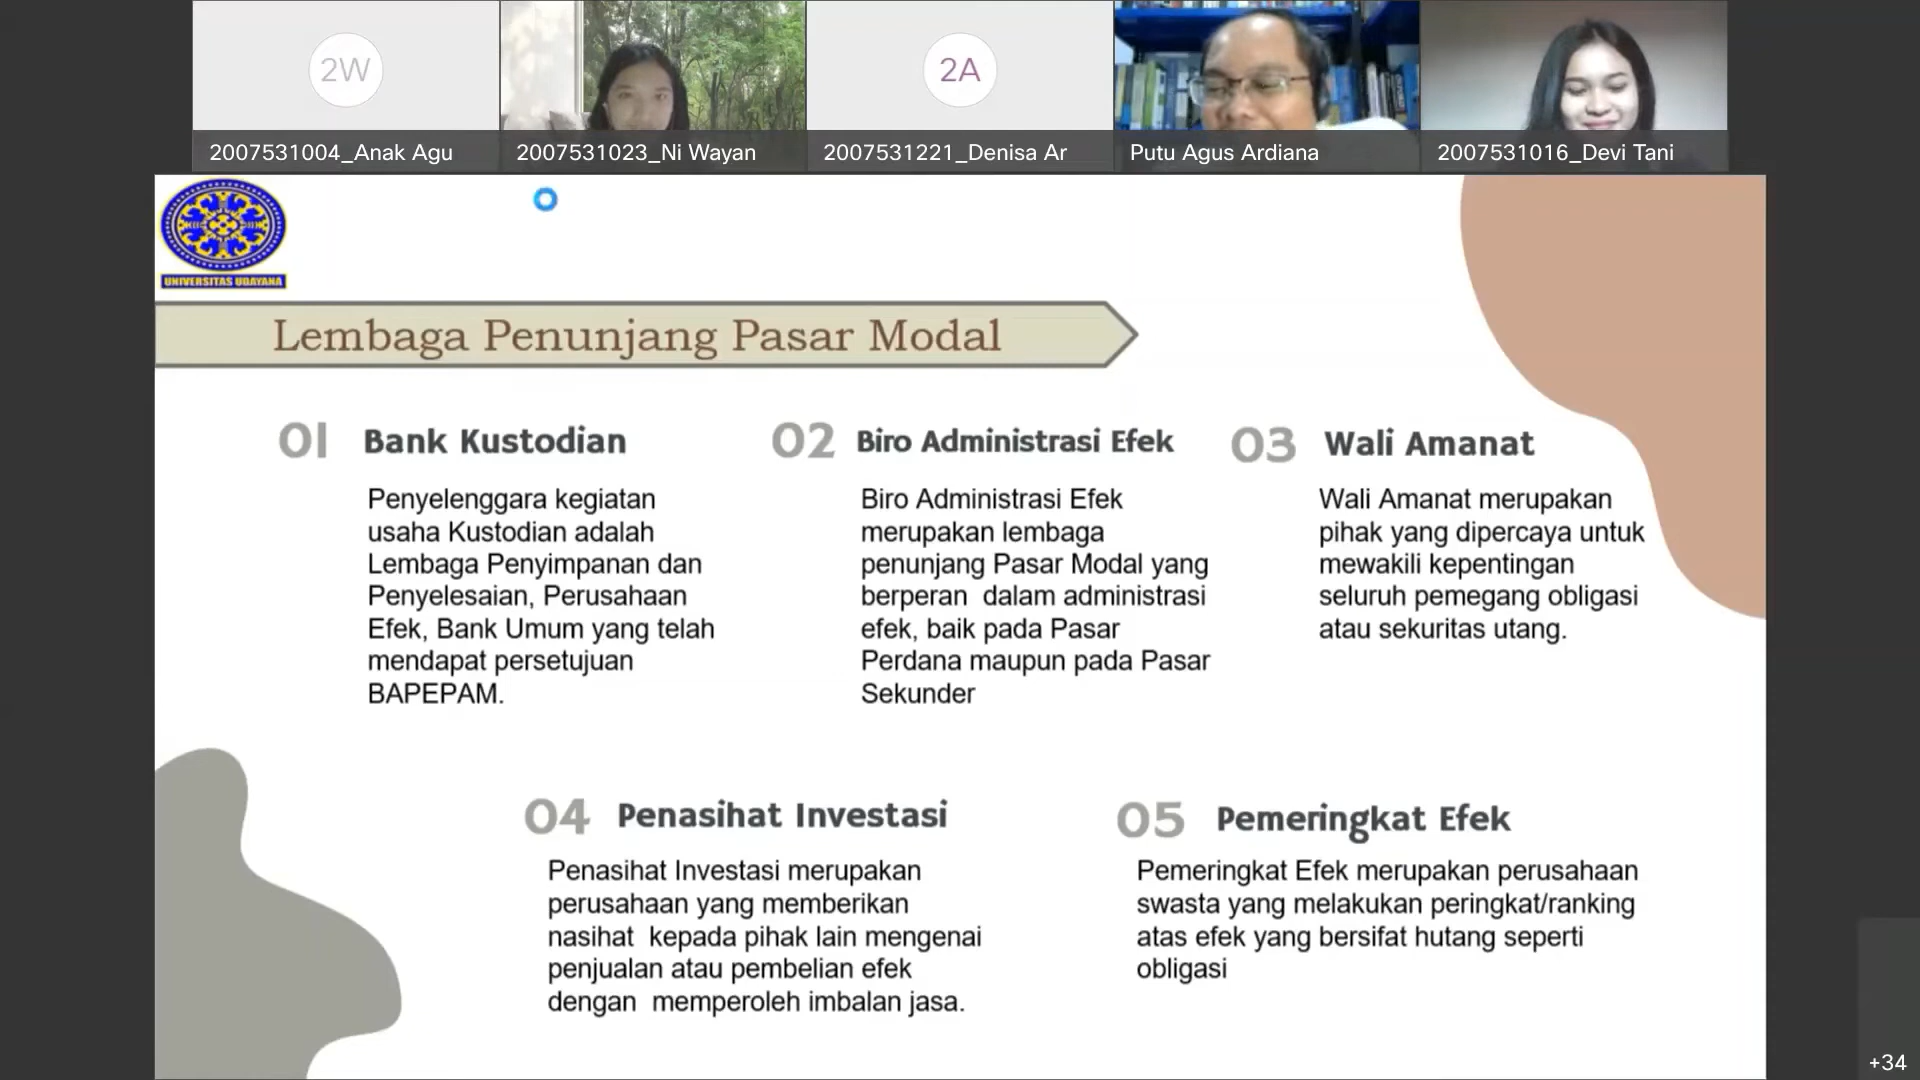 2W
2A
2007531004_Anak Agu
2007531023_Ni Wayan
2007531221_Denisa Ar
Putu Agus Ardiana
2007531016_Devi Tani
UNIVERSITAS UDAYANA
Lembaga Penunjang Pasar Modal
01 Bank Kustodian
Penyelenggara kegiatan
usaha Kustodian adalah
Lembaga Penyimpanan dan
Penyelesaian, Perusahaan
Efek, Bank Umum yang telah
mendapat persetujuan
BAPEPAM.
02 Biro Administrasi Efek
Biro Administrasi Efek
merupakan lembaga
penunjang Pasar Modal yang
berperan dalam administrasi
efek, baik pada Pasar
Perdana maupun pada Pasar
Sekunder
03 Wali Amanat
Wali Amanat merupakan
pihak yang dipercaya untuk
mewakili kepentingan
seluruh pemegang obligasi
atau sekuritas utang.
04 Penasihat Investasi
Penasihat Investasi merupakan
perusahaan yang memberikan
nasihat kepada pihak lain mengenai
penjualan atau pembelian efek
dengan memperoleh imbalan jasa.
05 Pemeringkat Efek
Pemeringkat Efek merupakan perusahaan
swasta yang melakukan peringkat/ranking
atas efek yang bersifat hutang seperti
obligasi
+34